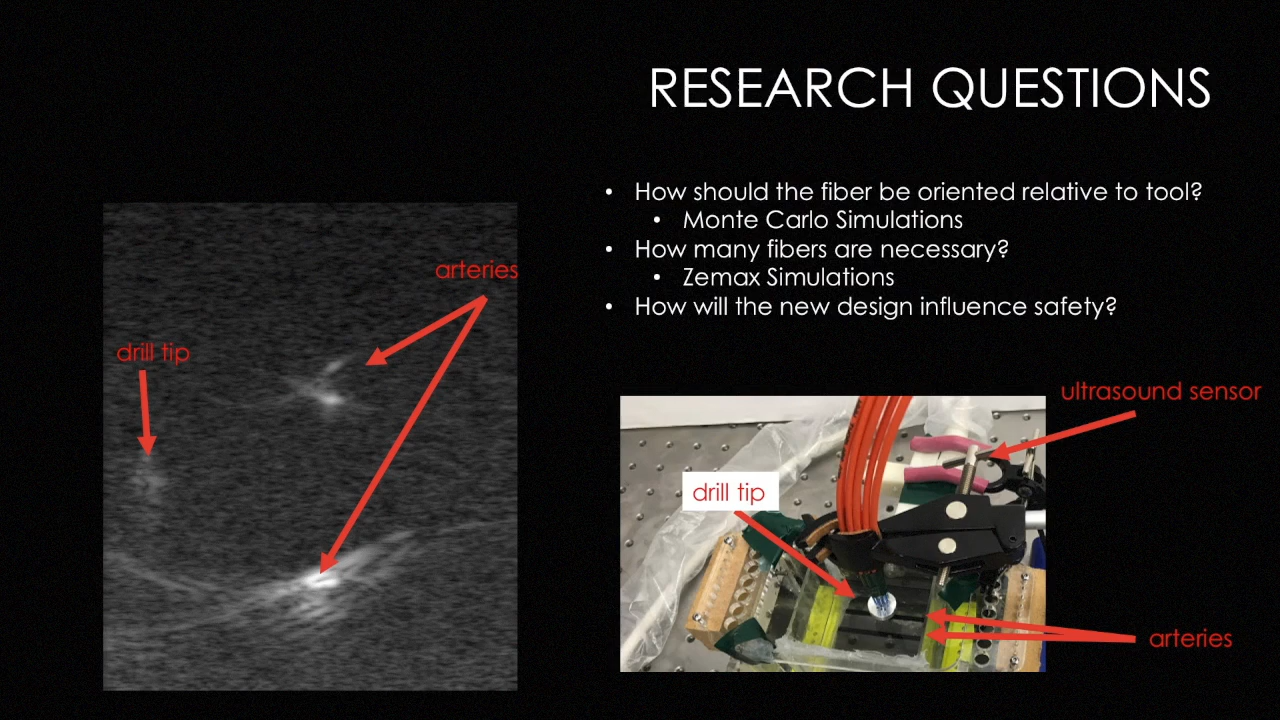 RESEARCH QUESTIONS
• How should the fiber be oriented relative to tool?
• Monte Carlo Simulations
• How many fibers are necessary?
• Zemax Simulations
• How will the new design influence safety?
arteries
drill tip
ultrasound sensor
drill tip
arteries